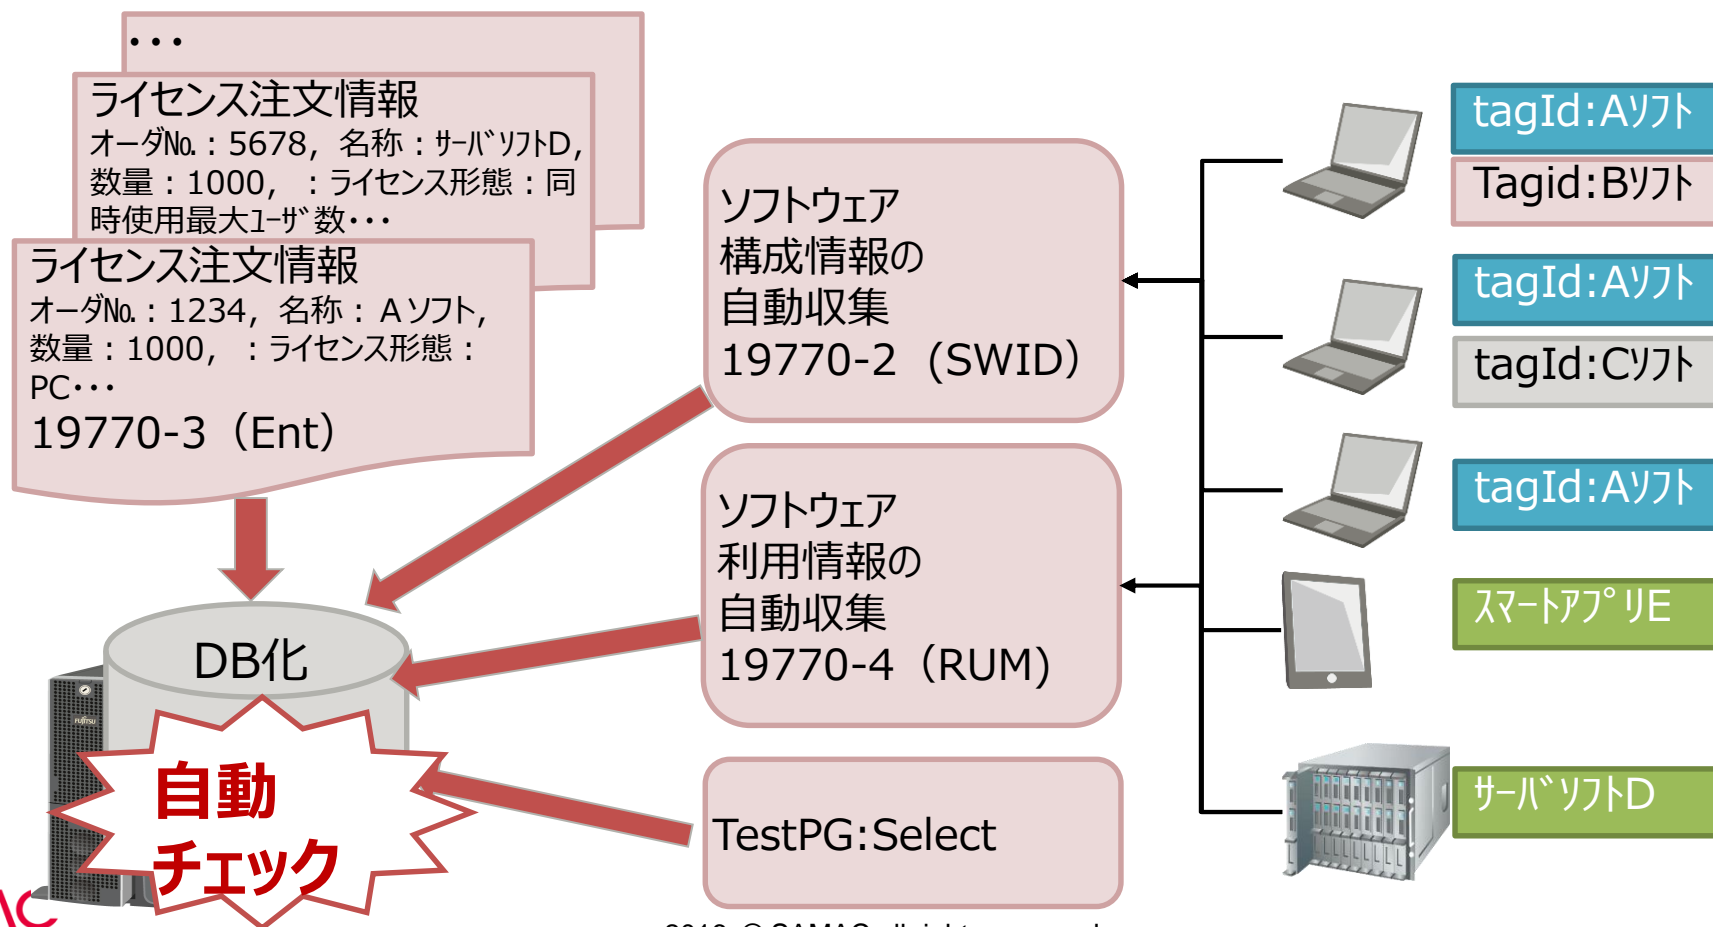 ・・・
ライセンス注文情報
オーダ№：5678，名称：ｻｰﾊﾞｿﾌﾄD，
数量：1000，：ライセンス形態：同
時使用最大ﾕｰｻﾞ数・・・
ライセンス注文情報
オーダ№：1234，名称：Ａソフト，
数量：1000，：ライセンス形態：
PC・・・
19770-3（Ent）
DB化
FUJITSU
自動
チェック
ソフトウェア
構成情報の
自動収集
19770-2 (SWID）
ソフトウェア
利用情報の
自動収集
19770-4（RUM)
TestPG:Select
tagId:Aｿﾌﾄ
Tagid:Bｿﾌﾄ
tagId:Aｿﾌﾄ
tagId:Cｿﾌﾄ
tagId:Aｿﾌﾄ
ｽﾏｰﾄｱﾌﾟﾘE
ｻｰﾊﾞｿﾌﾄD